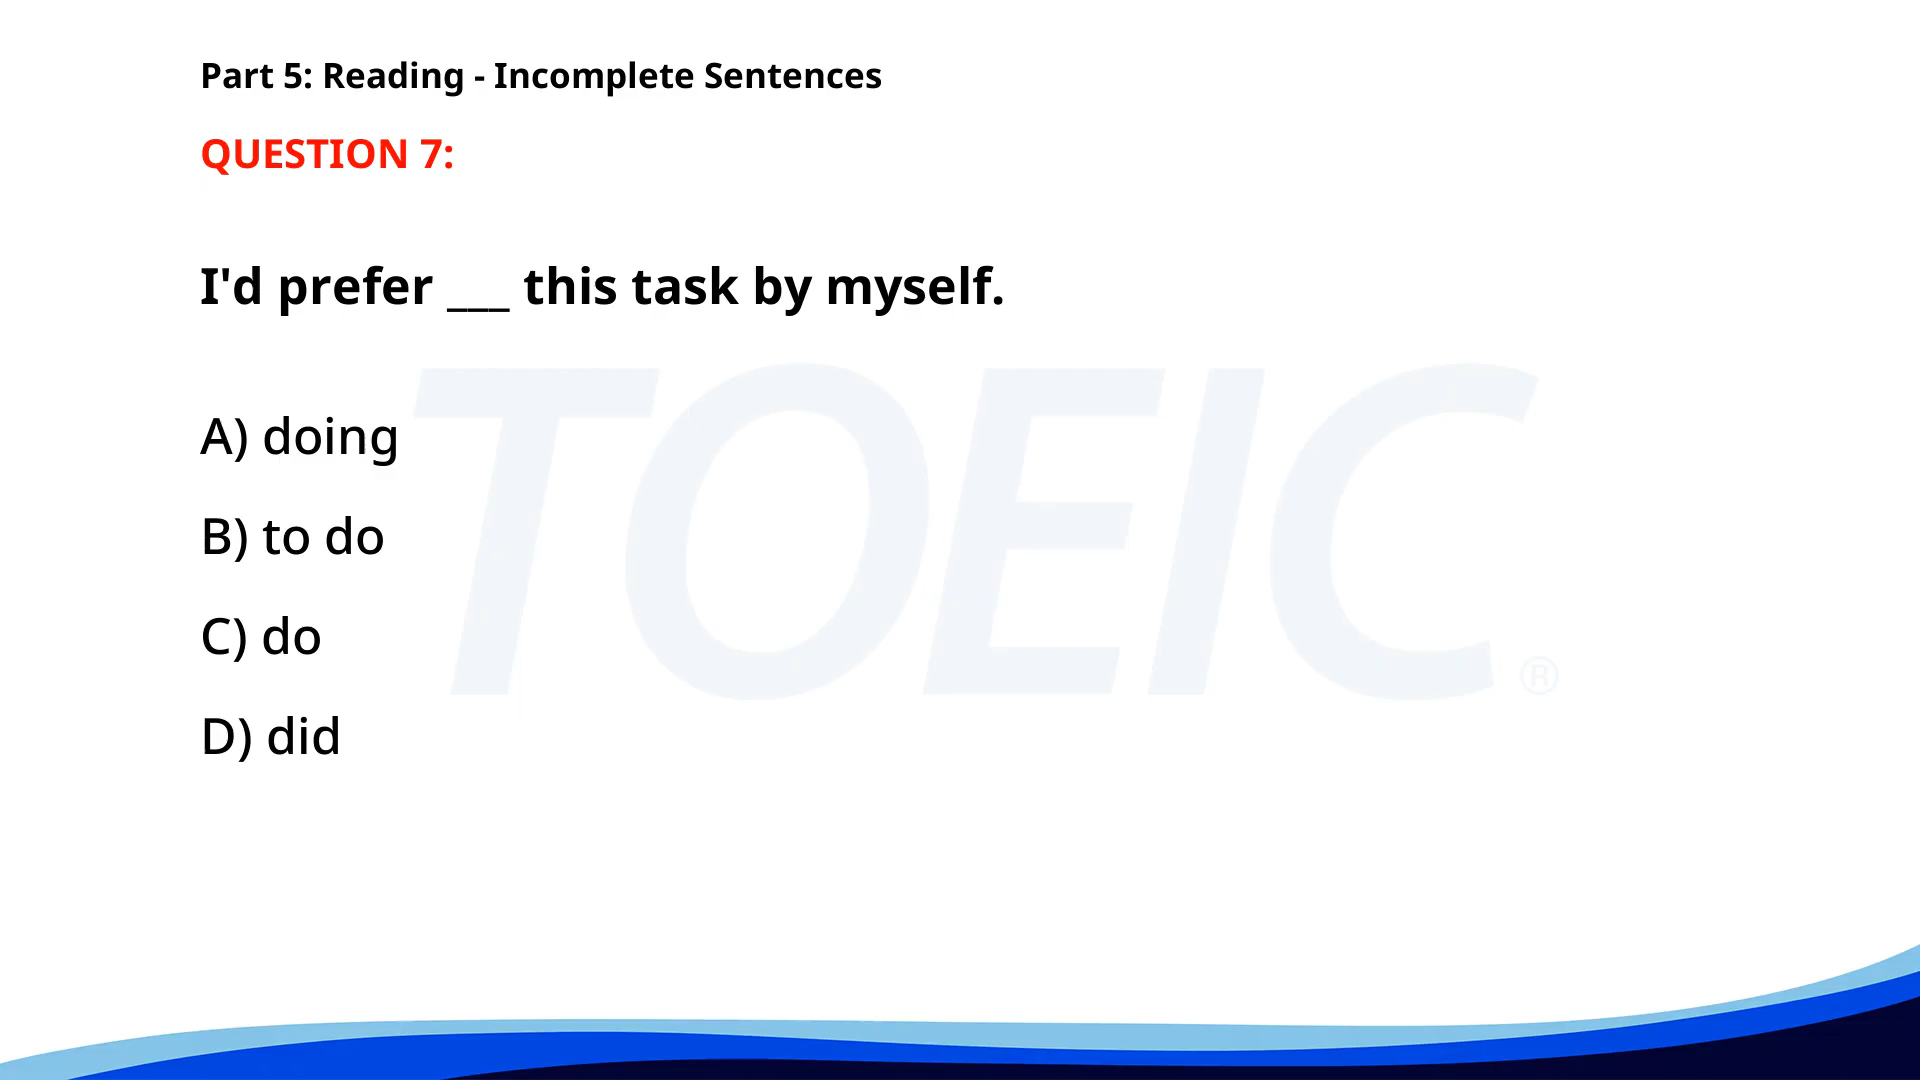 Part 5: Reading - Incomplete Sentences
QUESTION 7:
I'd prefer ___ this task by myself.
TOEIC®
A) doing
B) to do
C) do
D) did